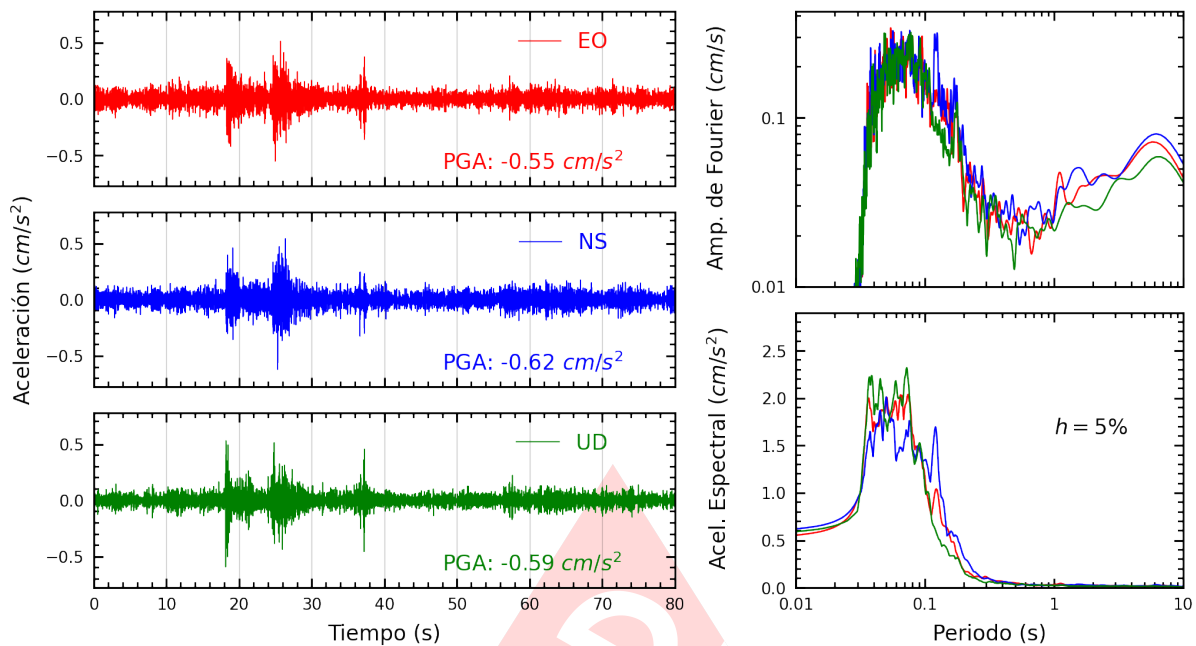 Aceleración (cm/s²)
0.5
0.0
−0.5
EO
PGA: -0.55 cm/s²
0.5
0.0
−0.5
NS
PGA: -0.62 cm/s²
0.5
0.0
−0.5
UD
PGA: -0.59 cm/s²
0 10 20 30 40 50 60 70 80
Tiempo (s)
Amp. de Fourier (cm/s)
0.1
0.01
Acel. Espectral (cm/s²)
2.5
2.0
1.5
1.0
0.5
0.0
h = 5%
0.01 0.1 1 10
Periodo (s)